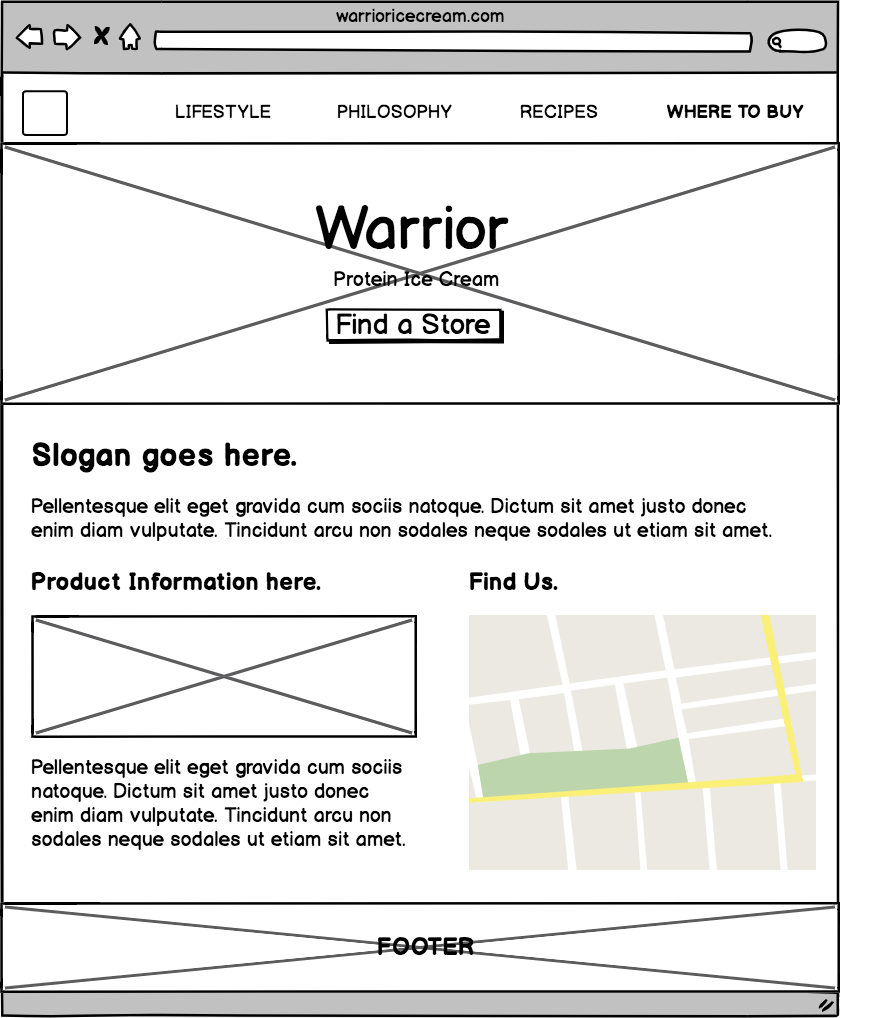 warrioricecream.com
LIFESTYLE PHILOSOPHY RECIPES WHERE TO BUY
Warrior
Protein Ice Cream
Find a Store
Slogan goes here.
Pellentesque elit eget gravida cum sociis natoque. Dictum sit amet justo donec
enim diam vulputate. Tincidunt arcu non sodales neque sodales ut etiam sit amet.
Product Information here.
Pellentesque elit eget gravida cum sociis
natoque. Dictum sit amet justo donec
enim diam vulputate. Tincidunt arcu non
sodales neque sodales ut etiam sit amet.
Find Us.
FOOTER